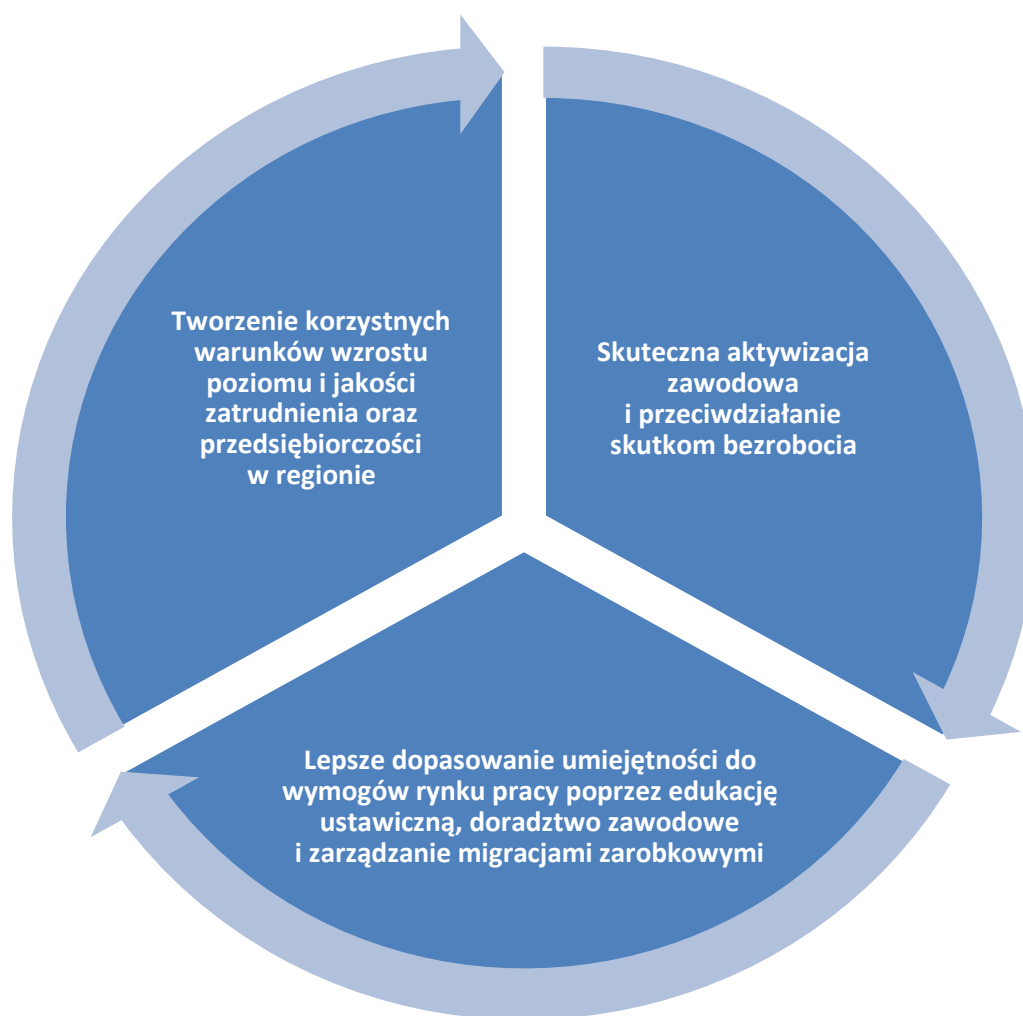 Tworzenie korzystnych
warunków wzrostu
poziomu i jakości
zatrudnienia oraz
przedsiębiorczości
w regionie
Skuteczna aktywizacja
zawodowa
i przeciwdziałanie
skutkom bezrobocia
Lepsze dopasowanie umiejętności do
wymogów rynku pracy poprzez edukację
ustawiczną, doradztwo zawodowe
i zarządzanie migracjami zarobkowymi